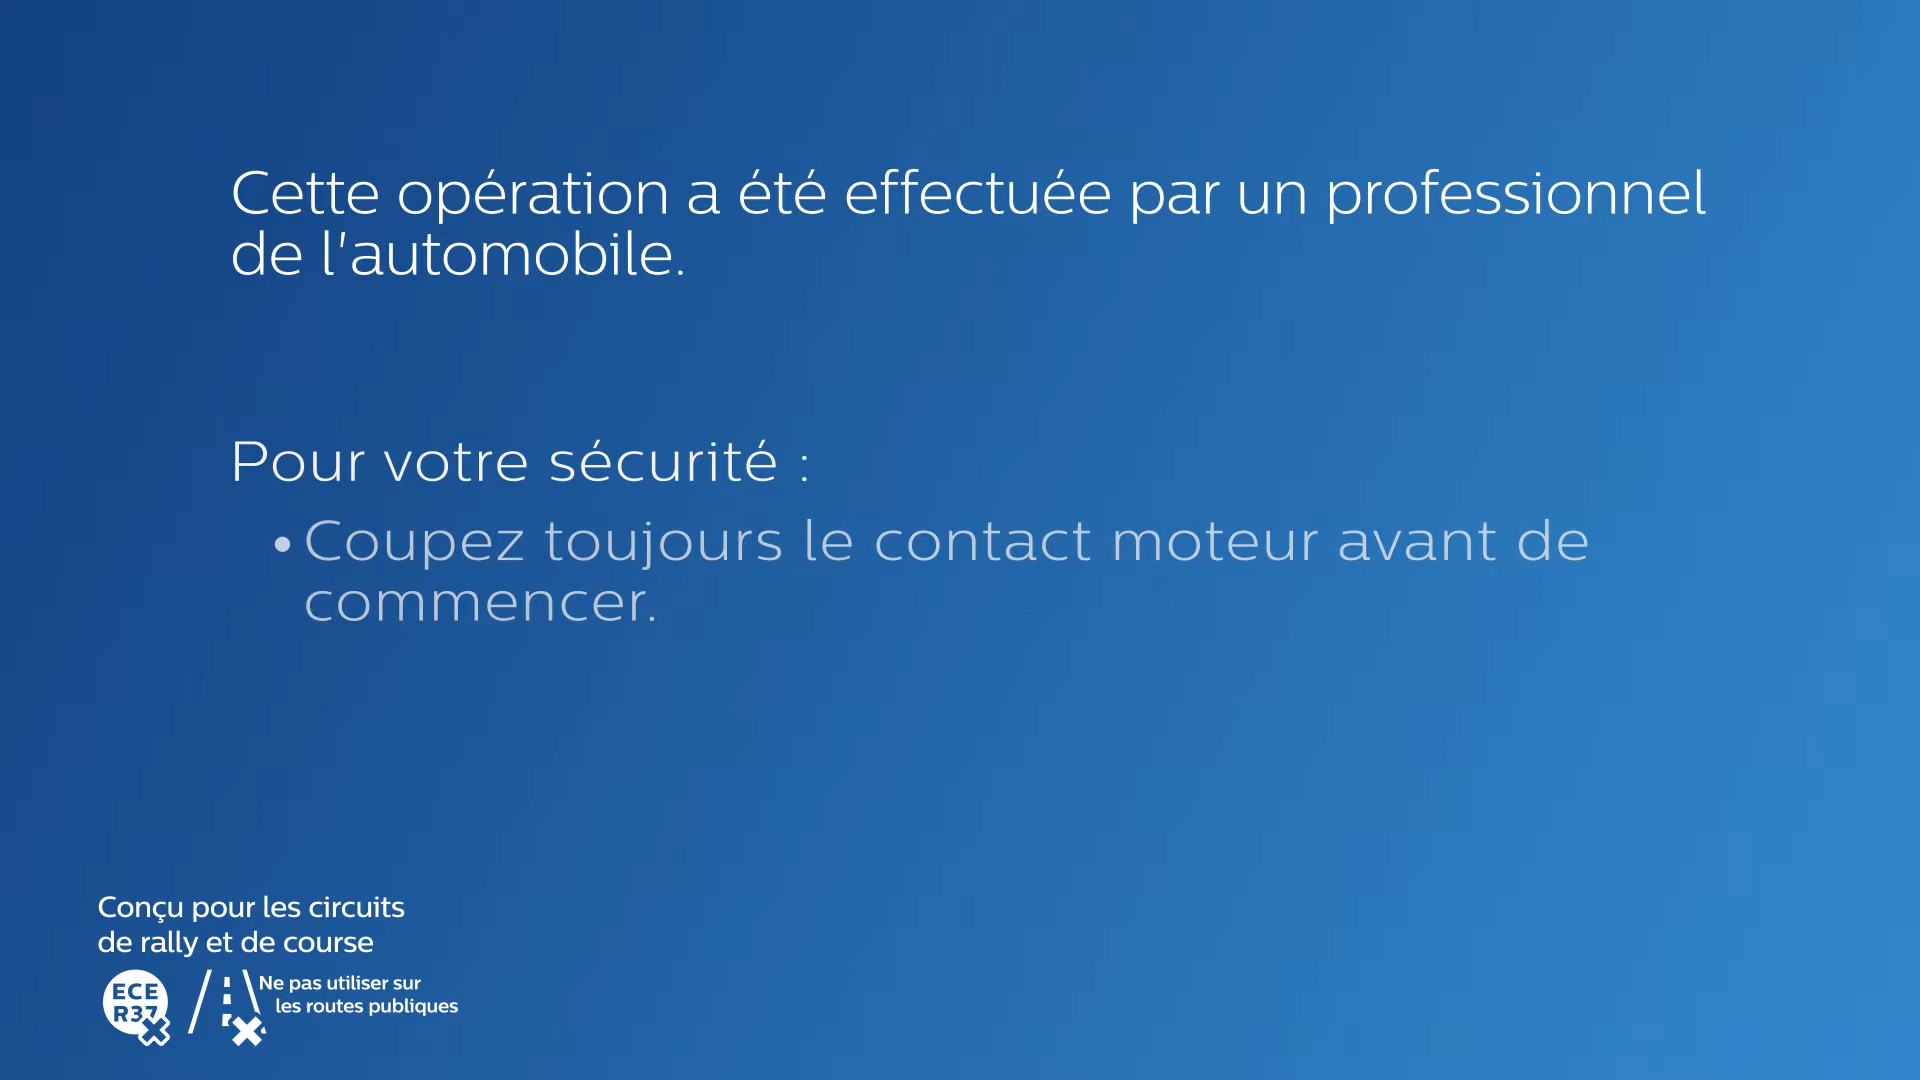 Cette opération a été effectuée par un professionnel
de l'automobile.
Pour votre sécurité :
• Coupez toujours le contact moteur avant de
commencer.
Conçu pour les circuits
de rally et de course
ECE
R37
Ne pas utiliser sur
les routes publiques